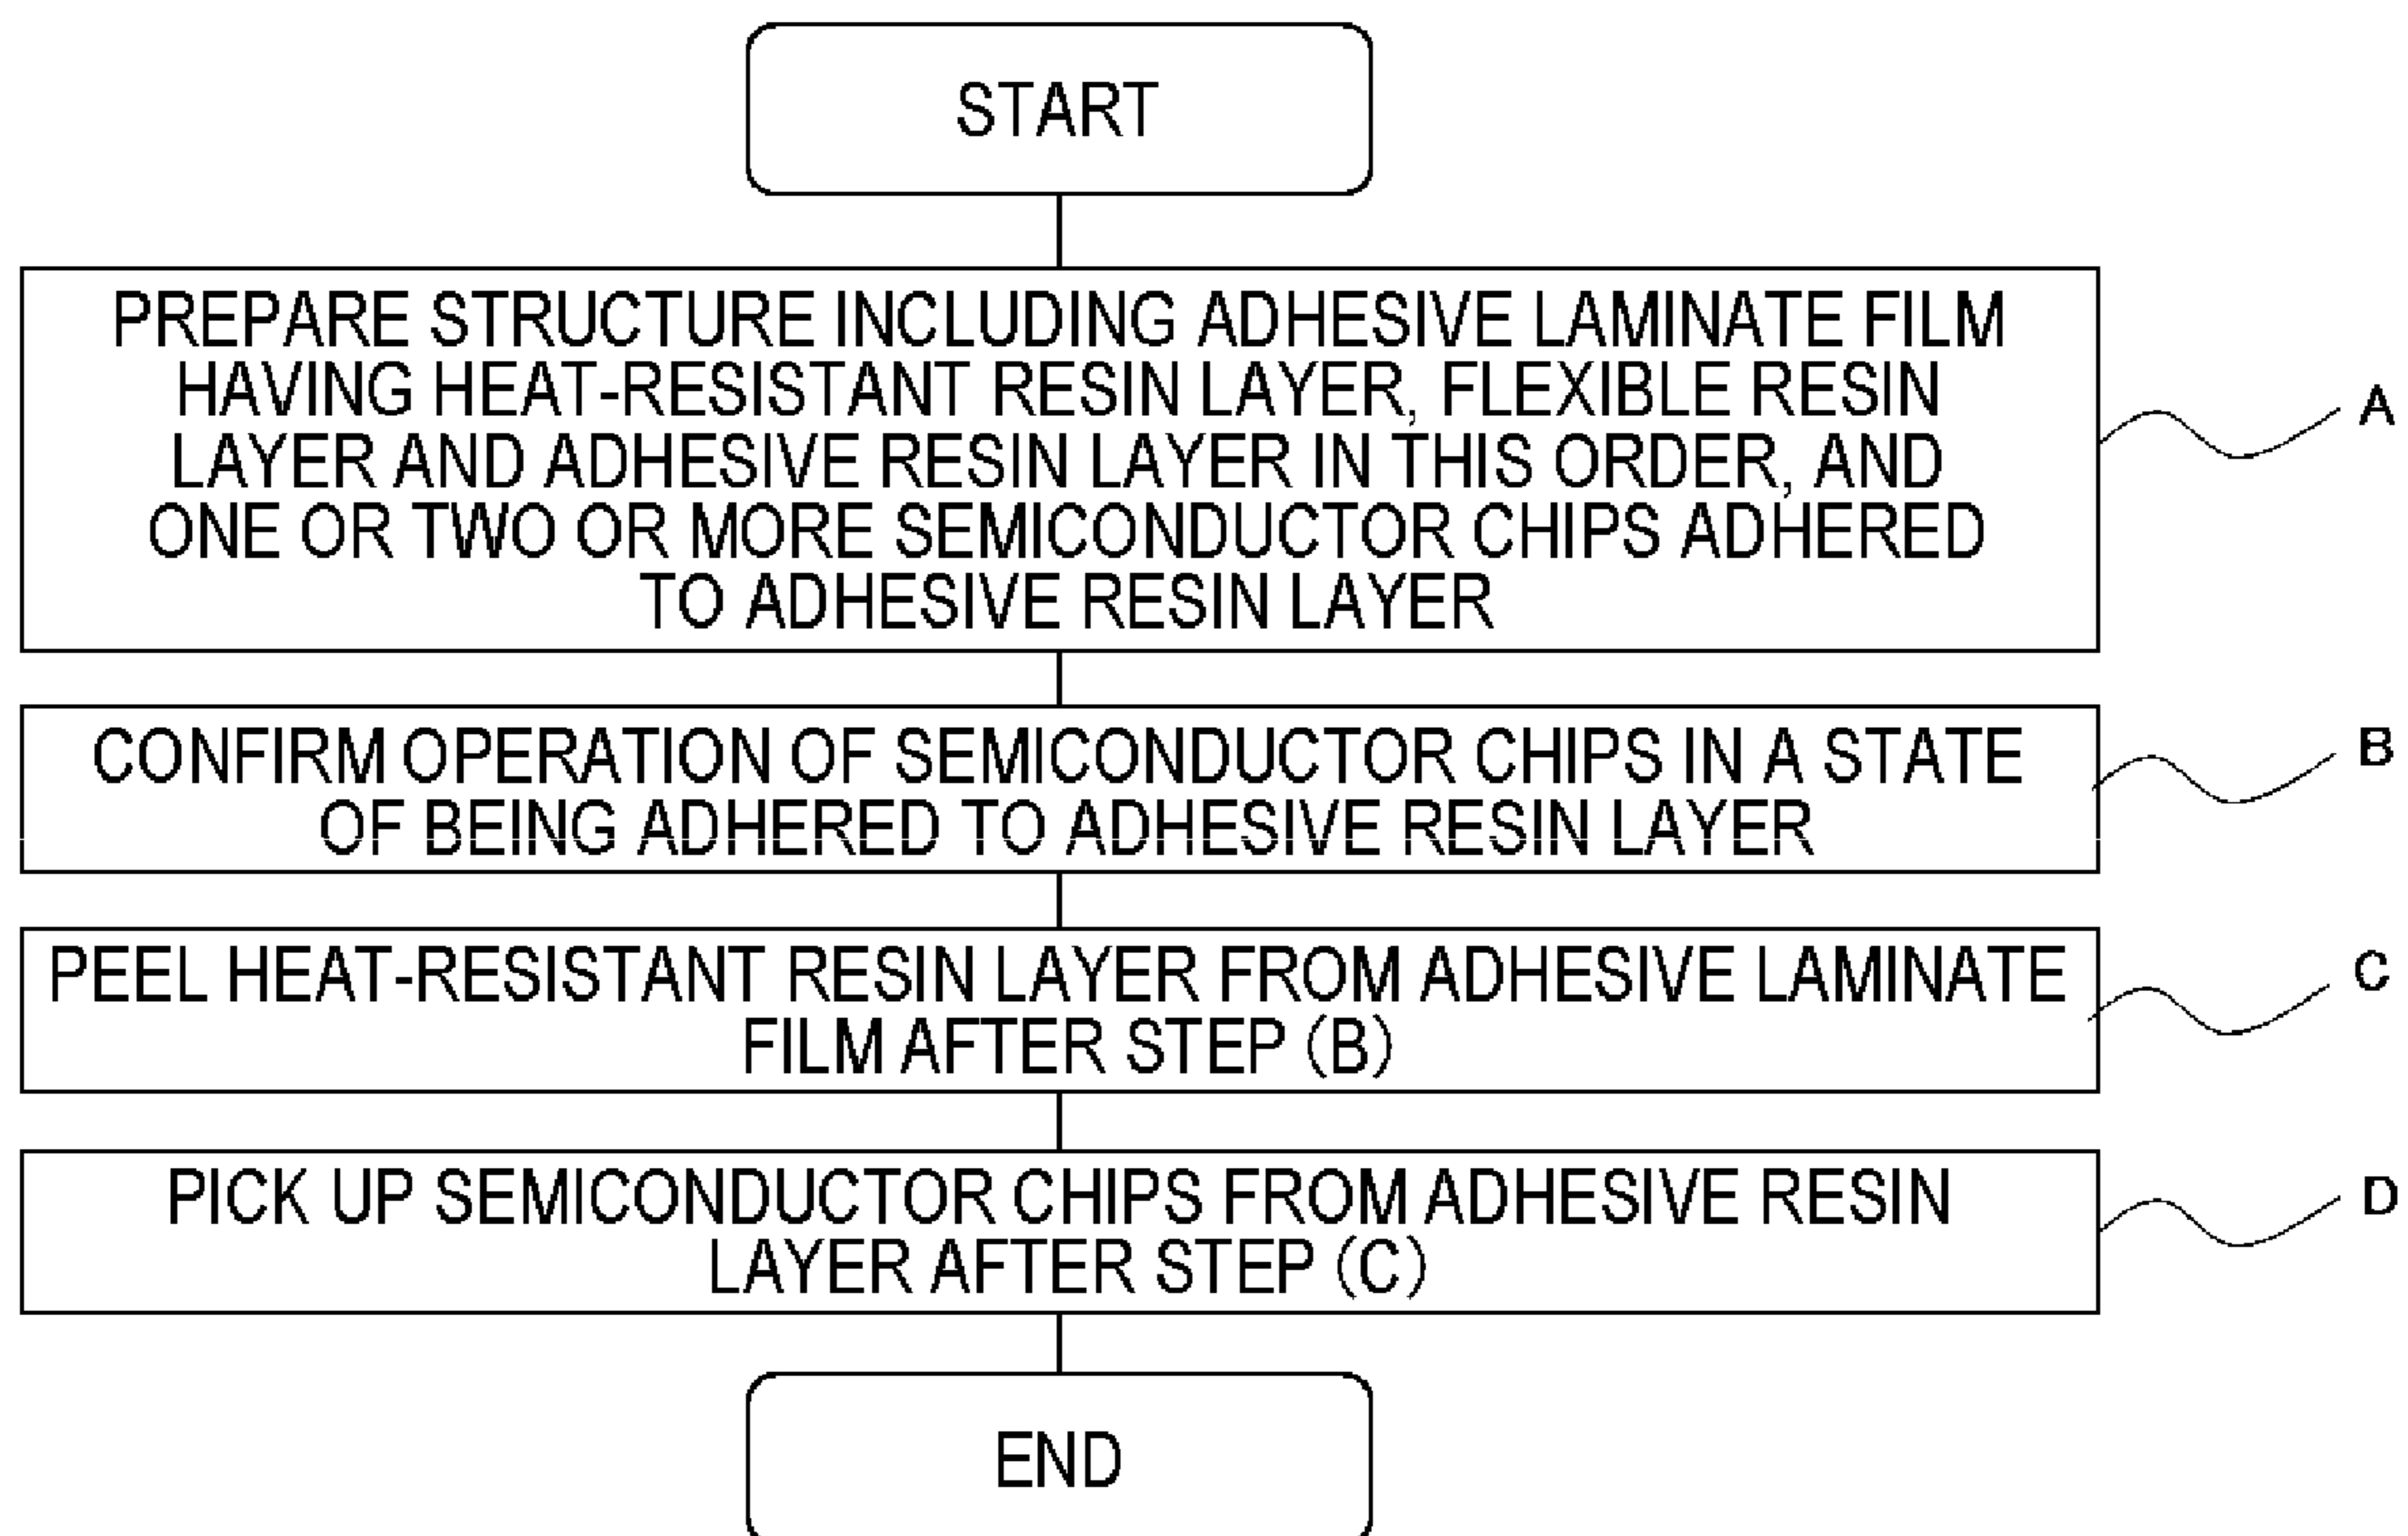 START
PREPARE STRUCTURE INCLUDING ADHESIVE LAMINATE FILM
HAVING HEAT-RESISTANT RESIN LAYER, FLEXIBLE RESIN
LAYER AND ADHESIVE RESIN LAYER IN THIS ORDER, AND
ONE OR TWO OR MORE SEMICONDUCTOR CHIPS ADHERED
TO ADHESIVE RESIN LAYER
A
CONFIRM OPERATION OF SEMICONDUCTOR CHIPS IN A STATE
OF BEING ADHERED TO ADHESIVE RESIN LAYER
B
PEEL HEAT-RESISTANT RESIN LAYER FROM ADHESIVE LAMINATE
FILM AFTER STEP (B)
C
PICK UP SEMICONDUCTOR CHIPS FROM ADHESIVE RESIN
LAYER AFTER STEP (C)
D
END